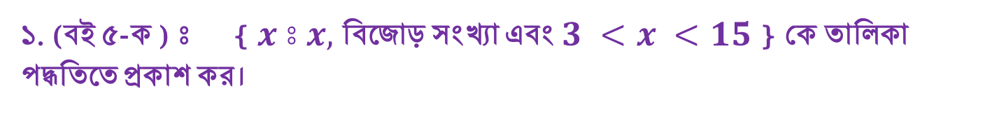 ১. (বই ৫-ক ) ঃ { x ঃ x, বিজোড় সংখ্যা এবং 3 < x < 15 } কে তালিকা
পদ্ধতিতে প্রকাশ কর।